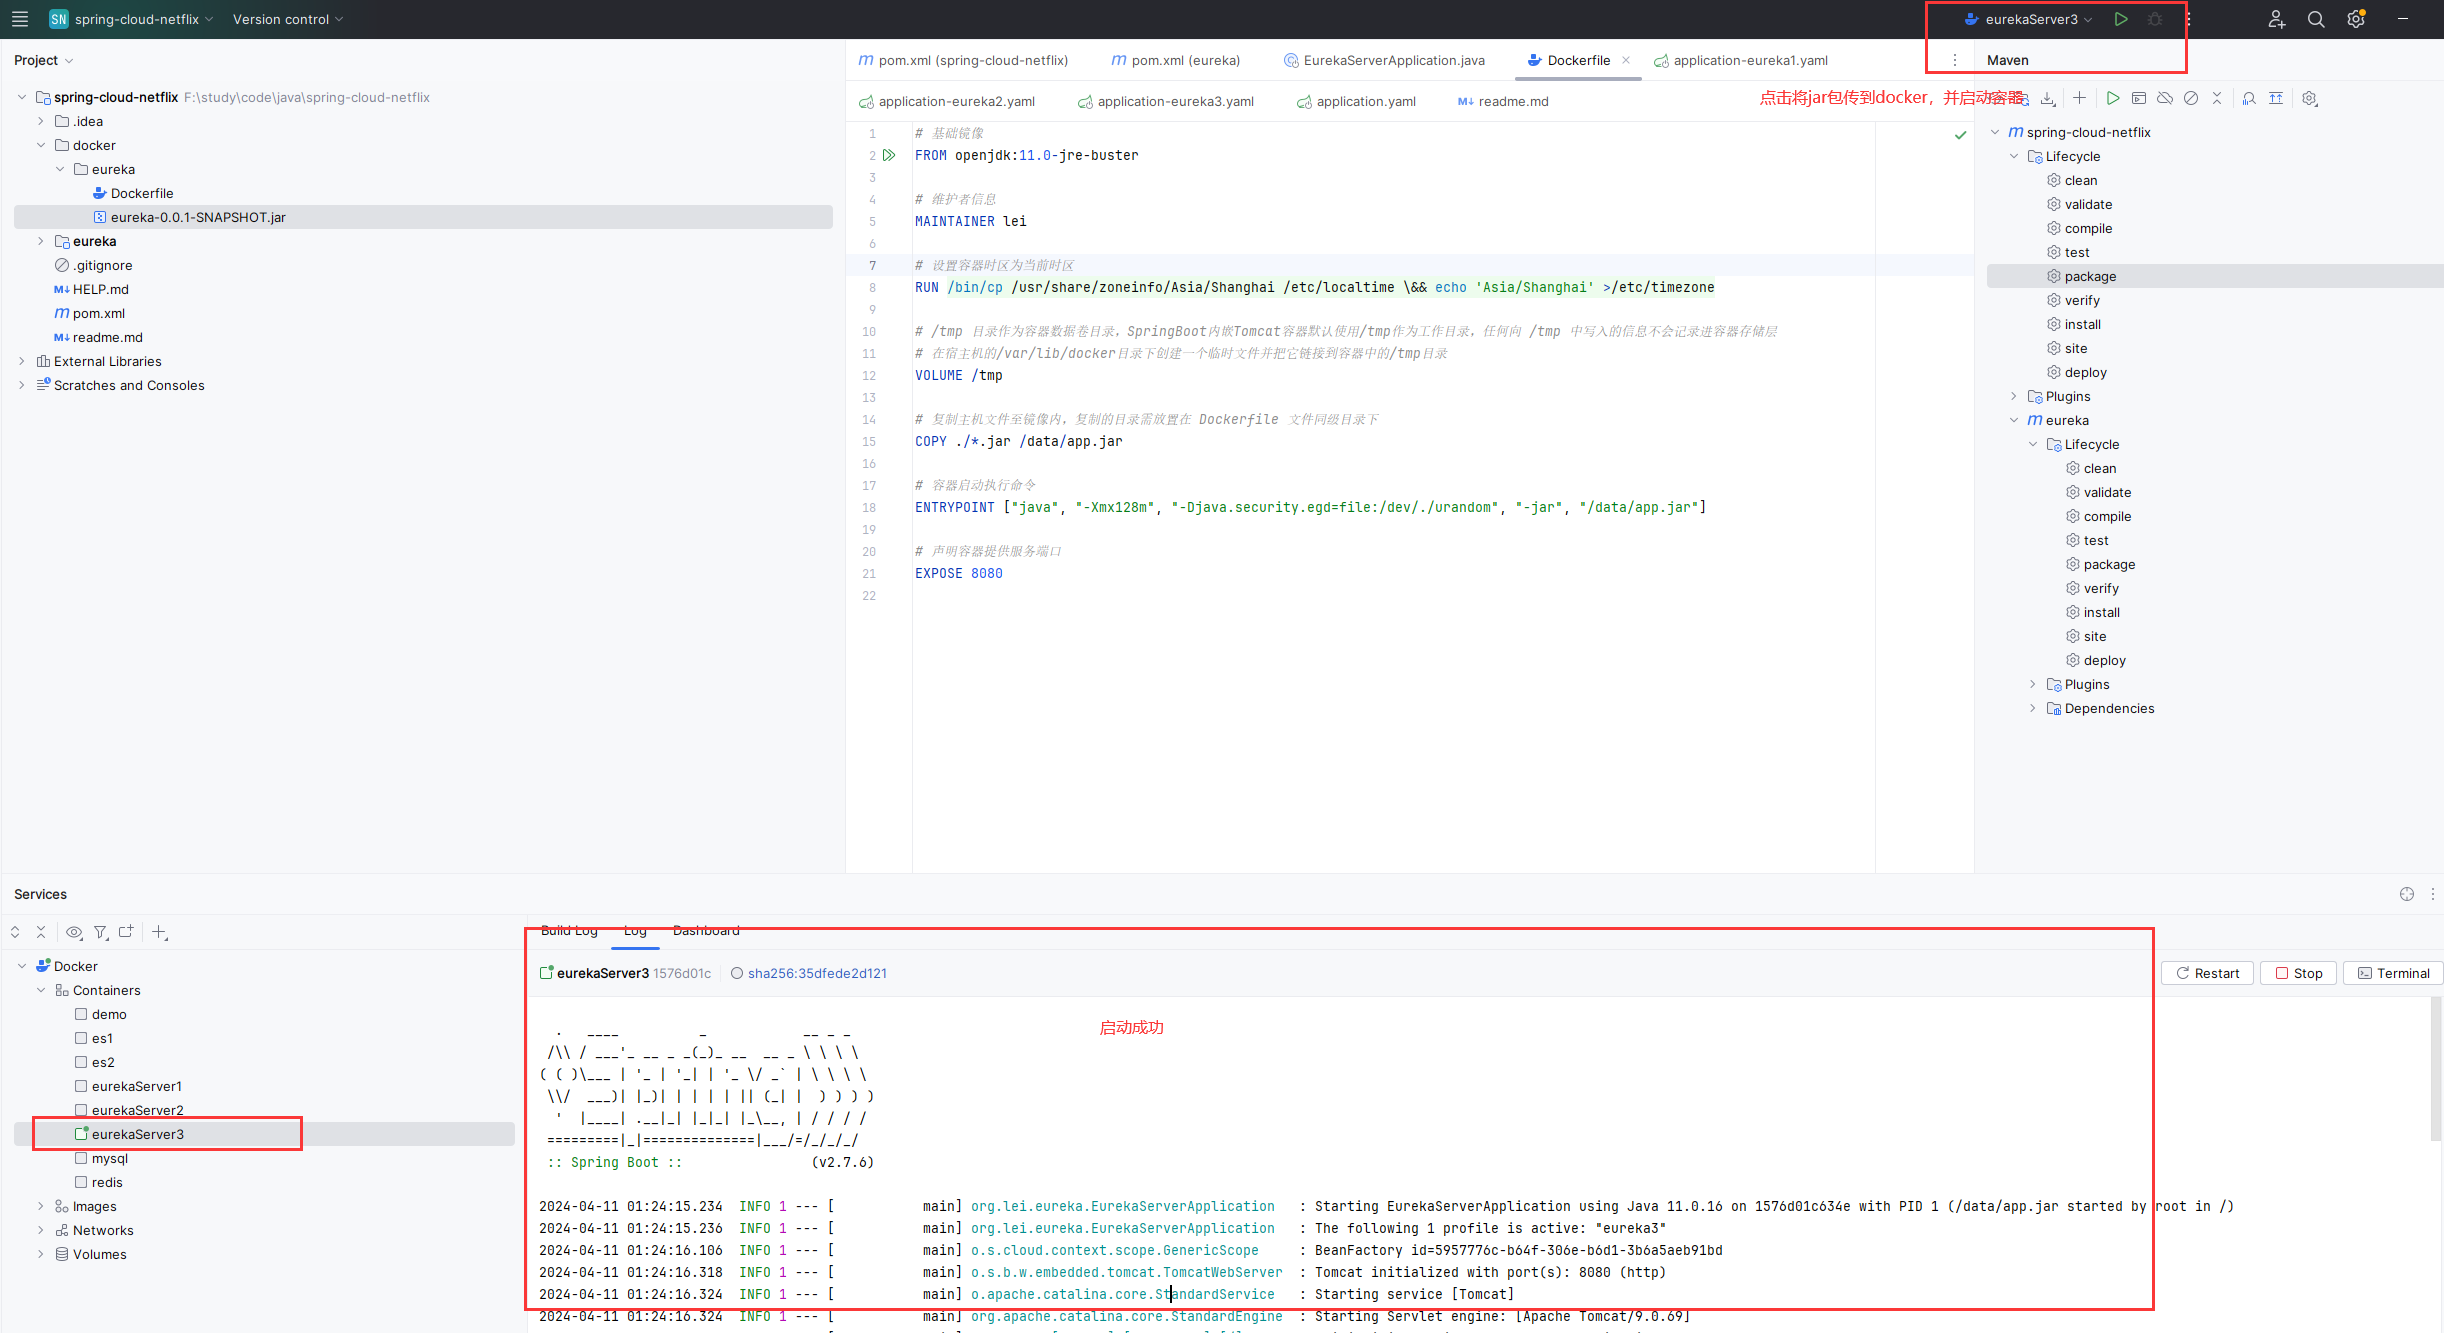 SN spring-cloud-netflix Version control eurekaServer3
Project
spring-cloud-netflix F:\study\code\java\spring-cloud-netflix
.idea
docker
eureka
Dockerfile
eureka-0.0.1-SNAPSHOT.jar
eureka
.gitignore
HELP.md
pom.xml
readme.md
External Libraries
Scratches and Consoles
pom.xml (spring-cloud-netflix) pom.xml (eureka) EurekaServerApplication.java Dockerfile application-eureka1.yaml
application-eureka2.yaml application-eureka3.yaml application.yaml readme.md
点击将jar包传到docker，并启动容器
1 # 基础镜像
2 FROM openjdk:11.0-jre-buster
3
4 # 维护者信息
5 MAINTAINER lei
6
7 # 设置容器时区为当前时区
8 RUN /bin/cp /usr/share/zoneinfo/Asia/Shanghai /etc/localtime \&& echo 'Asia/Shanghai' >/etc/timezone
9
10 # /tmp 目录作为容器数据卷目录，SpringBoot内嵌Tomcat容器默认使用/tmp作为工作目录，任何向 /tmp 中写入的信息不会记录进容器存储层
11 # 在宿主机的/var/lib/docker目录下创建一个临时文件并把它链接到容器中的/tmp目录
12 VOLUME /tmp
13
14 # 复制主机文件至镜像内，复制的目录需放置在 Dockerfile 文件同级目录下
15 COPY ./*.jar /data/app.jar
16
17 # 容器启动执行命令
18 ENTRYPOINT ["java", "-Xmx128m", "-Djava.security.egd=file:/dev/./urandom", "-jar", "/data/app.jar"]
19
20 # 声明容器提供服务端口
21 EXPOSE 8080
22
Maven
spring-cloud-netflix
Lifecycle
clean
validate
compile
test
package
verify
install
site
deploy
Plugins
eureka
Lifecycle
clean
validate
compile
test
package
verify
install
site
deploy
Plugins
Dependencies
Services
Docker
Containers
demo
es1
es2
eurekaServer1
eurekaServer2
eurekaServer3
mysql
redis
Images
Networks
Volumes
Build Log Log Dashboard
eurekaServer3 1576d01c sha256:35dfede2d121 Restart Stop Terminal
启动成功
:: Spring Boot :: (v2.7.6)
2024-04-11 01:24:15.234 INFO 1 --- [ main] org.lei.eureka.EurekaServerApplication : Starting EurekaServerApplication using Java 11.0.16 on 1576d01c634e with PID 1 (/data/app.jar started by root in /)
2024-04-11 01:24:15.236 INFO 1 --- [ main] org.lei.eureka.EurekaServerApplication : The following 1 profile is active: "eureka3"
2024-04-11 01:24:16.106 INFO 1 --- [ main] o.s.cloud.context.scope.GenericScope : BeanFactory id=5957776c-b64f-306e-b6d1-3b6a5aeb91bd
2024-04-11 01:24:16.318 INFO 1 --- [ main] o.s.b.w.embedded.tomcat.TomcatWebServer : Tomcat initialized with port(s): 8080 (http)
2024-04-11 01:24:16.324 INFO 1 --- [ main] o.apache.catalina.core.StandardService : Starting service [Tomcat]
2024-04-11 01:24:16.324 INFO 1 --- [ main] org.apache.catalina.core.StandardEngine : Starting Servlet engine: [Apache Tomcat/9.0.69]